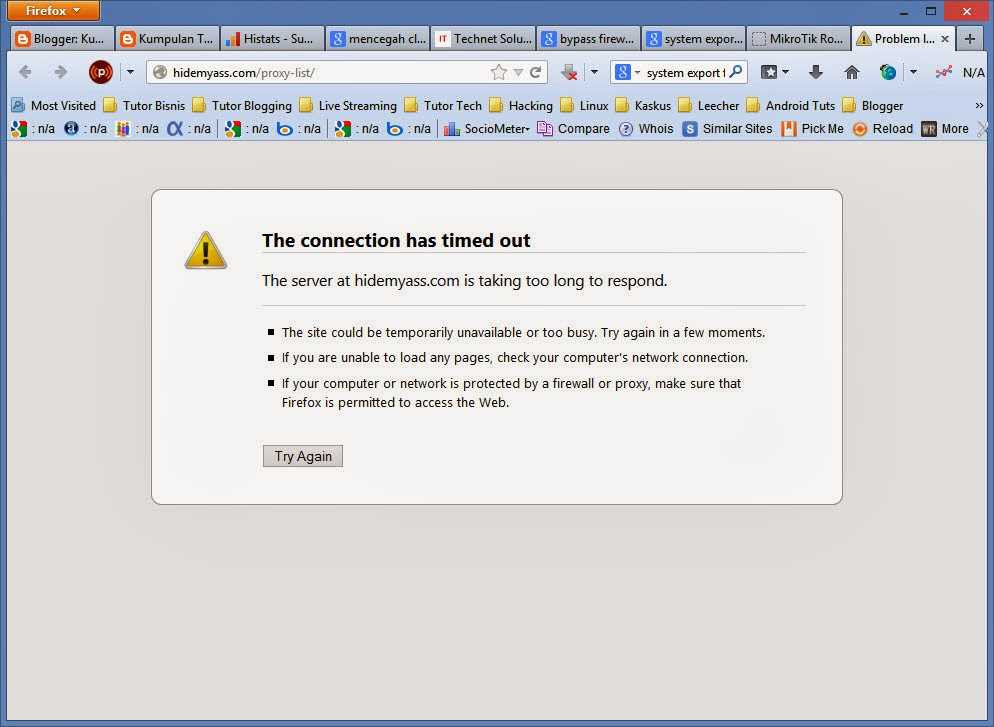 Firefox
Blogger: Ku...
Kumpulan T...
Histats - Su...
mencegah cl...
IT Technet Solu...
bypass firew...
system expor...
MikroTik Ro...
Problem l...
hidemyass.com/proxy-list/
system export f
N/A
Most Visited Tutor Bisnis Tutor Blogging Live Streaming Tutor Tech Hacking Linux Kaskus Leecher Android Tuts Blogger »
: n/a : n/a : n/a : n/a : n/a : n/a : n/a : n/a SocioMeter Compare Whois Similar Sites Pick Me Reload More
The connection has timed out
The server at hidemyass.com is taking too long to respond.
The site could be temporarily unavailable or too busy. Try again in a few moments.
If you are unable to load any pages, check your computer's network connection.
If your computer or network is protected by a firewall or proxy, make sure that
Firefox is permitted to access the Web.
Try Again